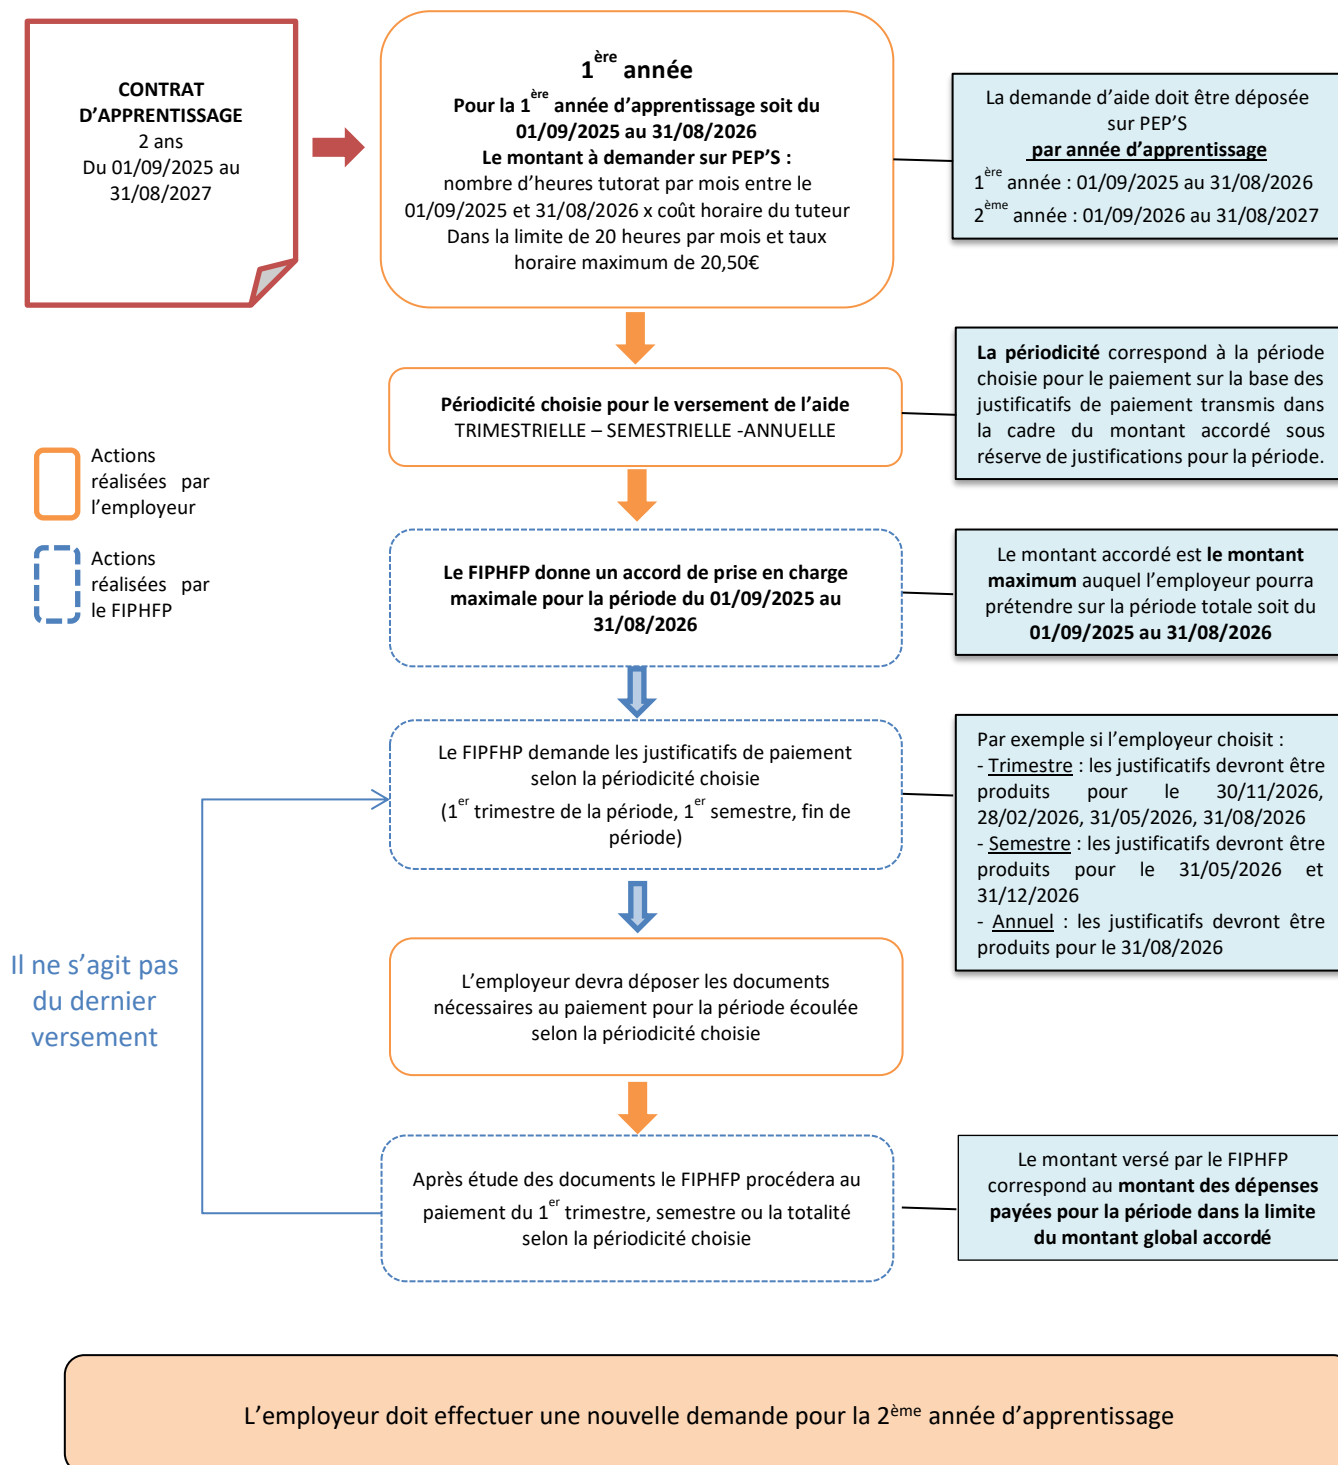 CONTRAT
D’APPRENTISSAGE
2 ans
Du 01/09/2025 au
31/08/2027
1ère année
Pour la 1ère année d’apprentissage soit du
01/09/2025 au 31/08/2026
Le montant à demander sur PEP’S :
nombre d’heures tutorat par mois entre le
01/09/2025 et 31/08/2026 x coût horaire du tuteur
Dans la limite de 20 heures par mois et taux
horaire maximum de 20,50€
La demande d’aide doit être déposée
sur PEP’S
par année d’apprentissage
1ère année : 01/09/2025 au 31/08/2026
2ème année : 01/09/2026 au 31/08/2027
Périodicité choisie pour le versement de l’aide
TRIMESTRIELLE – SEMESTRIELLE -ANNUELLE
La périodicité correspond à la période
choisie pour le paiement sur la base des
justificatifs de paiement transmis dans
la cadre du montant accordé sous
réserve de justifications pour la période.
Actions
réalisées par
l’employeur
Actions
réalisées par
le FIPHFP
Le FIPHFP donne un accord de prise en charge
maximale pour la période du 01/09/2025 au
31/08/2026
Le montant accordé est le montant
maximum auquel l’employeur pourra
prétendre sur la période totale soit du
01/09/2025 au 31/08/2026
Le FIPFHP demande les justificatifs de paiement
selon la périodicité choisie
(1er trimestre de la période, 1er semestre, fin de
période)
Par exemple si l’employeur choisit :
- Trimestre : les justificatifs devront être
produits pour le 30/11/2026,
28/02/2026, 31/05/2026, 31/08/2026
- Semestre : les justificatifs devront être
produits pour le 31/05/2026 et
31/12/2026
- Annuel : les justificatifs devront être
produits pour le 31/08/2026
Il ne s’agit pas
du dernier
versement
L’employeur devra déposer les documents
nécessaires au paiement pour la période écoulée
selon la périodicité choisie
Après étude des documents le FIPHFP procédera au
paiement du 1er trimestre, semestre ou la totalité
selon la périodicité choisie
Le montant versé par le FIPHFP
correspond au montant des dépenses
payées pour la période dans la limite
du montant global accordé
L’employeur doit effectuer une nouvelle demande pour la 2ème année d’apprentissage